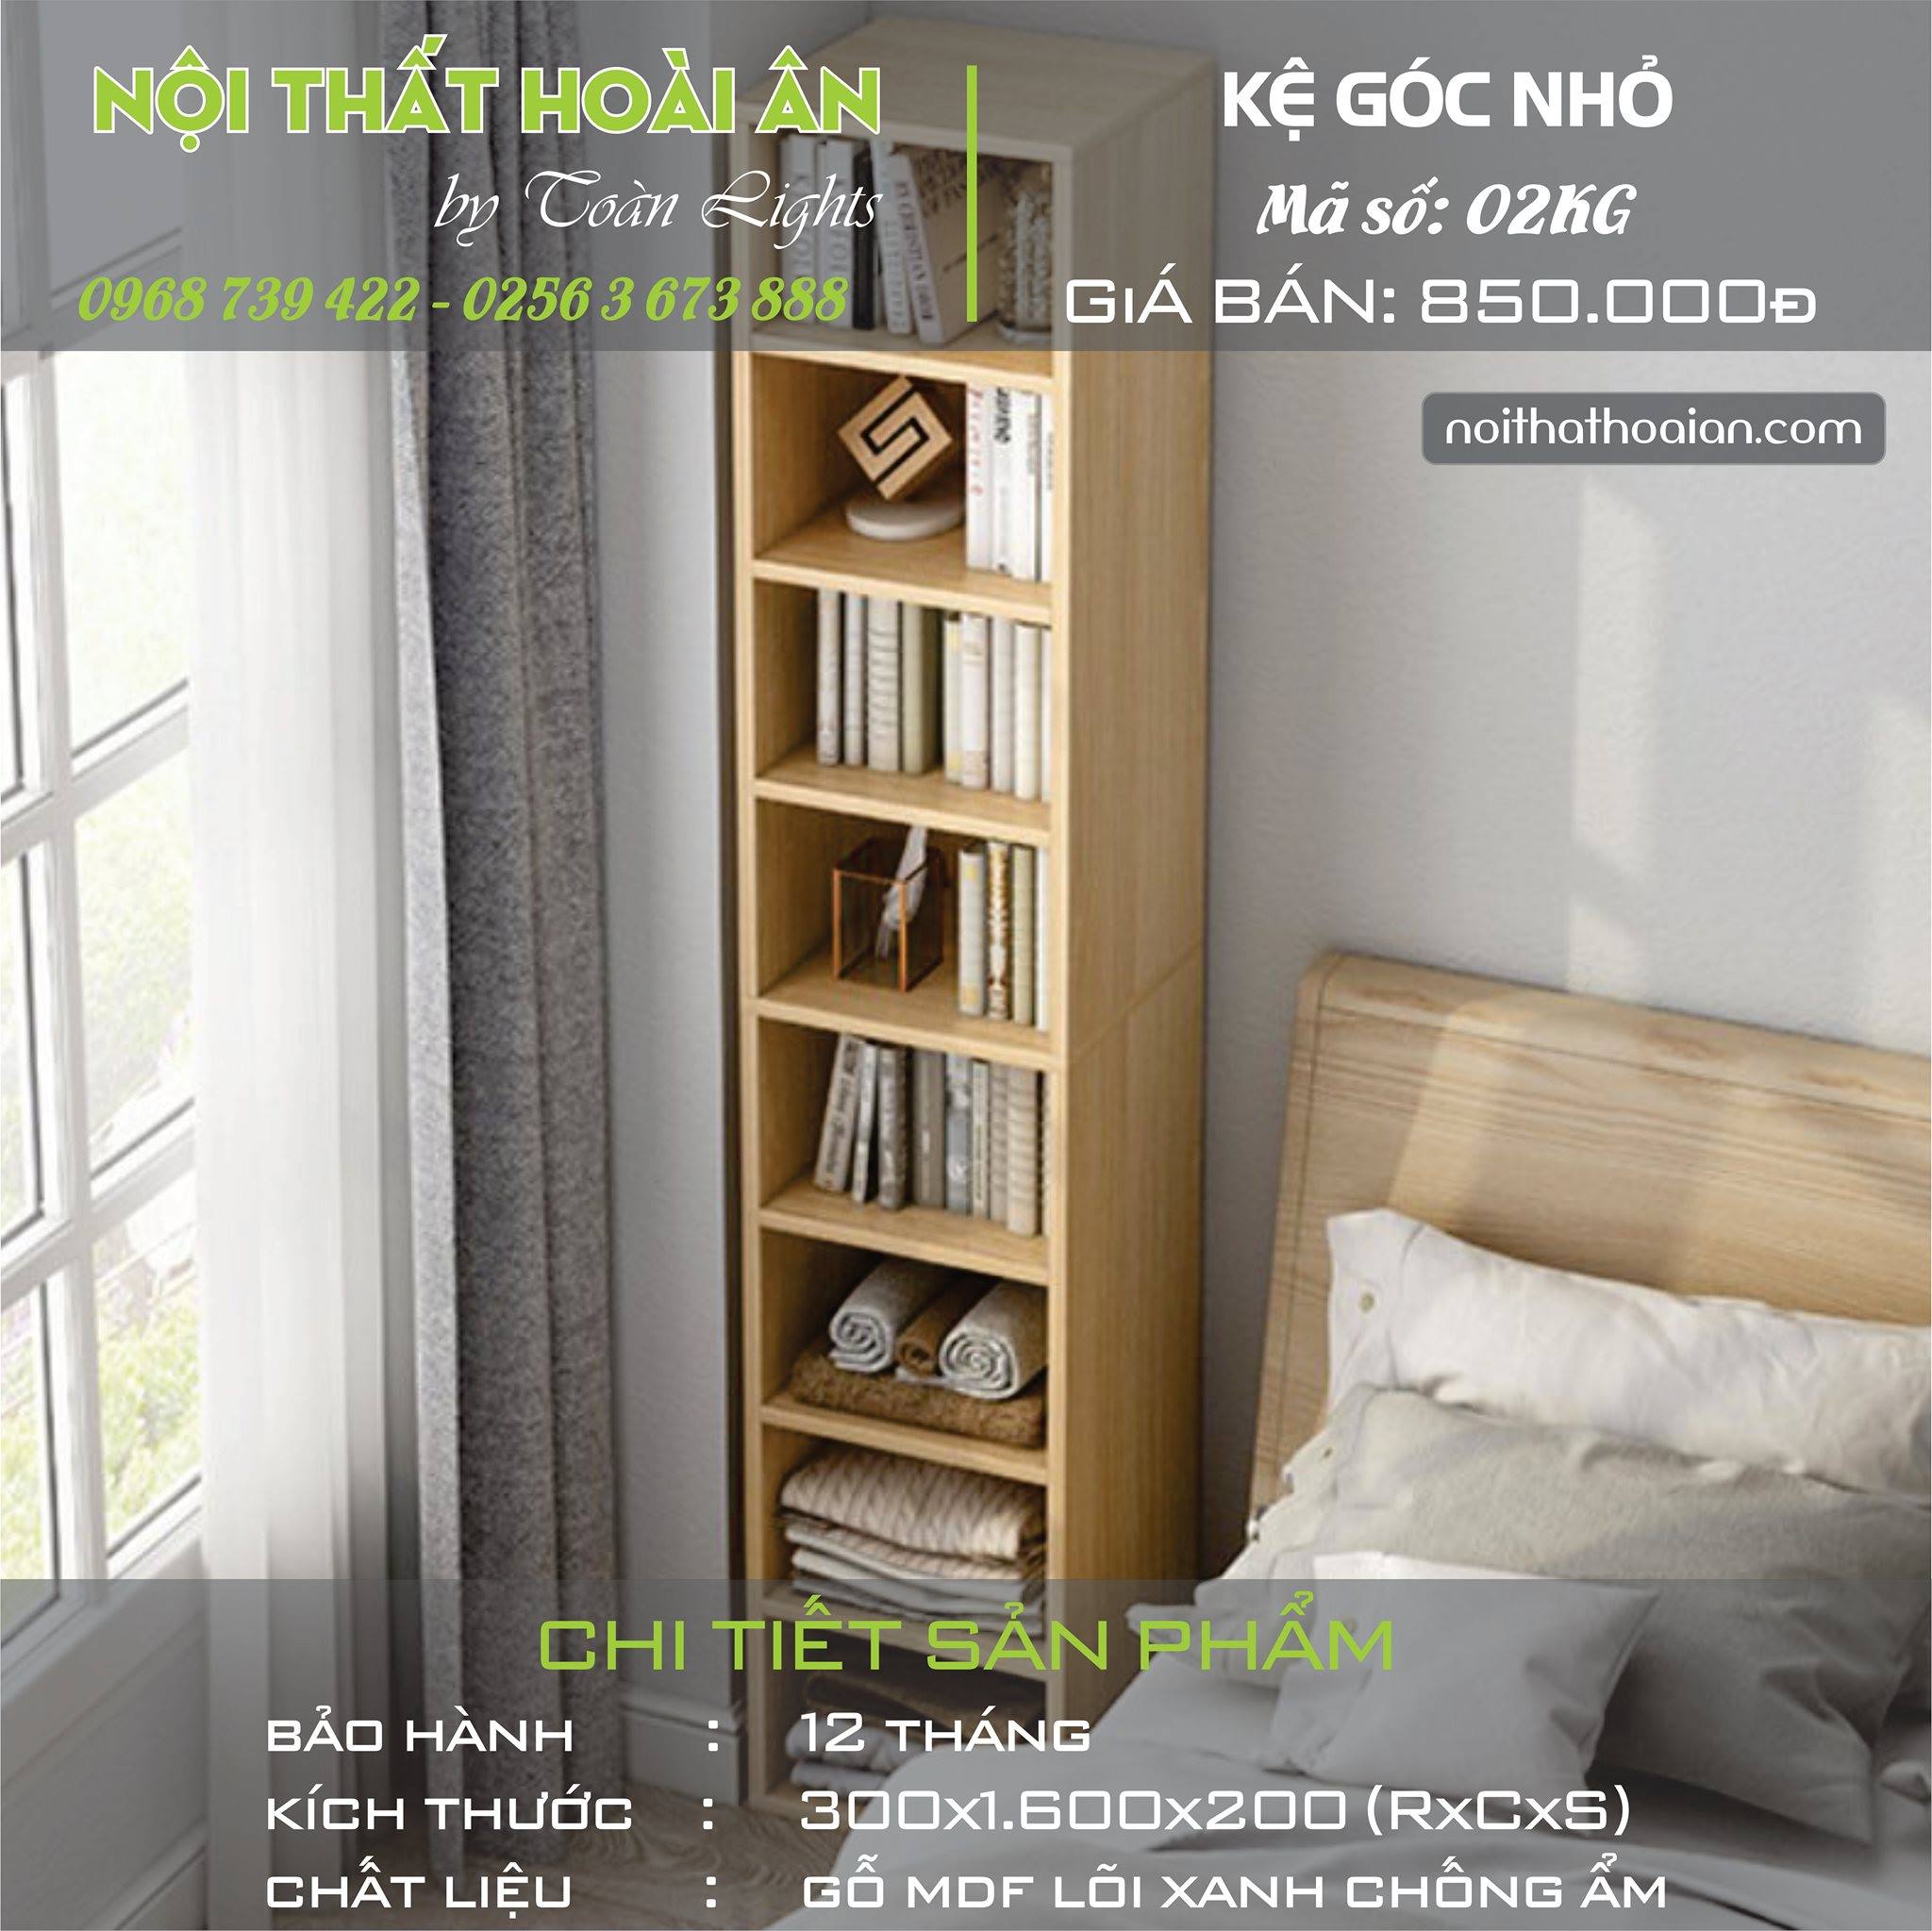 NỘI THẤT HOÀI ÂN
by Toàn Lights
0968 739 422 - 0256 3 673 888
KỆ GÓC NHỎ
Mã số: 02KG
GIÁ BÁN: 850.000Đ
noithathoaian.com
CHI TIẾT SẢN PHẨM
BẢO HÀNH : 12 THÁNG
KÍCH THƯỚC : 300x1.600x200 (RxCxS)
CHẤT LIỆU : GỖ MDF LÕI XANH CHỐNG ẨM